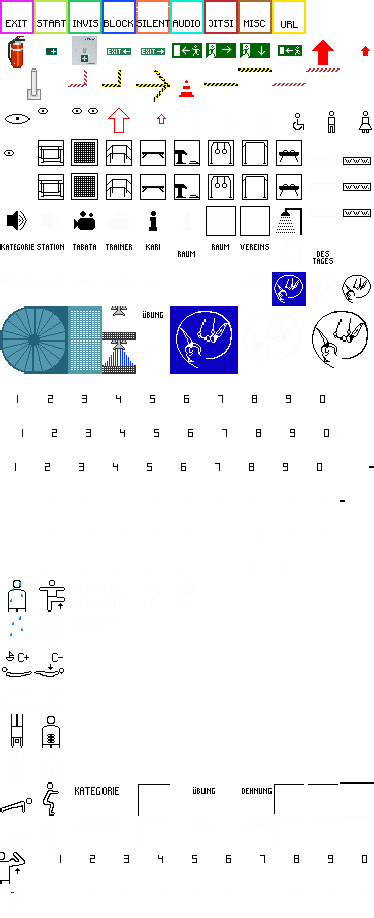 EXIT START INVIS BLOCK SILENT AUDIO JITSI MISC URL
EXIT EXIT
KATEGORIE STATION TABATA TRAINER KARI RAUM RAUM VEREINS DES TAGES
ÜBUNG
1 2 3 4 5 6 7 8 9 0
1 2 3 4 5 6 7 8 9 0
1 2 3 4 5 6 7 8 9 0 -
-
C+ C-
KATEGORIE ÜBUNG DEHNUNG
1 2 3 4 5 6 7 8 9 0